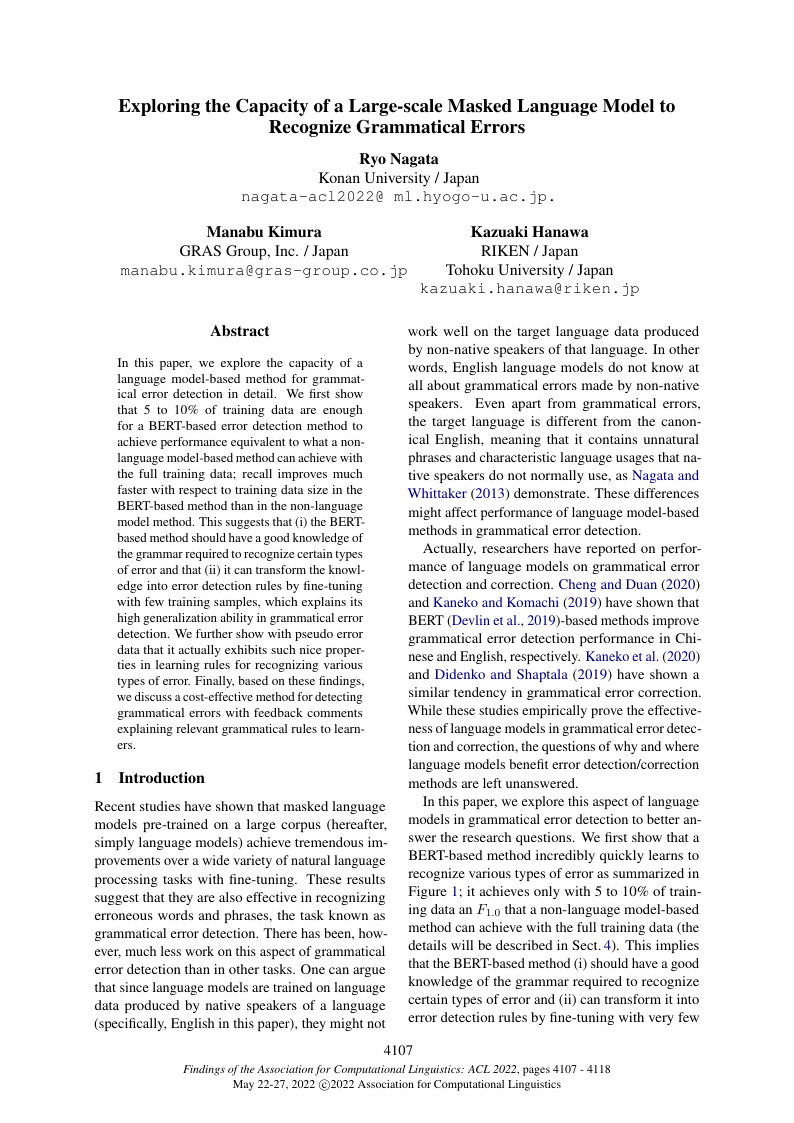 Exploring the Capacity of a Large-scale Masked Language Model to
Recognize Grammatical Errors
Ryo Nagata
Konan University / Japan
nagata-acl2022@ ml.hyogo-u.ac.jp.
Manabu Kimura
GRAS Group, Inc. / Japan
manabu.kimura@gras-group.co.jp
Kazuaki Hanawa
RIKEN / Japan
Tohoku University / Japan
kazuaki.hanawa@riken.jp
Abstract
In this paper, we explore the capacity of a
language model-based method for grammat-
ical error detection in detail. We first show
that 5 to 10% of training data are enough
for a BERT-based error detection method to
achieve performance equivalent to what a non-
language model-based method can achieve with
the full training data; recall improves much
faster with respect to training data size in the
BERT-based method than in the non-language
model method. This suggests that (i) the BERT-
based method should have a good knowledge of
the grammar required to recognize certain types
of error and that (ii) it can transform the knowl-
edge into error detection rules by fine-tuning
with few training samples, which explains its
high generalization ability in grammatical error
detection. We further show with pseudo error
data that it actually exhibits such nice proper-
ties in learning rules for recognizing various
types of error. Finally, based on these findings,
we discuss a cost-effective method for detecting
grammatical errors with feedback comments
explaining relevant grammatical rules to learn-
ers.
1 Introduction
Recent studies have shown that masked language
models pre-trained on a large corpus (hereafter,
simply language models) achieve tremendous im-
provements over a wide variety of natural language
processing tasks with fine-tuning. These results
suggest that they are also effective in recognizing
erroneous words and phrases, the task known as
grammatical error detection. There has been, how-
ever, much less work on this aspect of grammatical
error detection than in other tasks. One can argue
that since language models are trained on language
data produced by native speakers of a language
(specifically, English in this paper), they might not
work well on the target language data produced
by non-native speakers of that language. In other
words, English language models do not know at
all about grammatical errors made by non-native
speakers. Even apart from grammatical errors,
the target language is different from the canon-
ical English, meaning that it contains unnatural
phrases and characteristic language usages that na-
tive speakers do not normally use, as Nagata and
Whittaker (2013) demonstrate. These differences
might affect performance of language model-based
methods in grammatical error detection.
Actually, researchers have reported on perfor-
mance of language models on grammatical error
detection and correction. Cheng and Duan (2020)
and Kaneko and Komachi (2019) have shown that
BERT (Devlin et al., 2019)-based methods improve
grammatical error detection performance in Chi-
nese and English, respectively. Kaneko et al. (2020)
and Didenko and Shaptala (2019) have shown a
similar tendency in grammatical error correction.
While these studies empirically prove the effective-
ness of language models in grammatical error detec-
tion and correction, the questions of why and where
language models benefit error detection/correction
methods are left unanswered.
In this paper, we explore this aspect of language
models in grammatical error detection to better an-
swer the research questions. We first show that a
BERT-based method incredibly quickly learns to
recognize various types of error as summarized in
Figure 1; it achieves only with 5 to 10% of train-
ing data an F1.0 that a non-language model-based
method can achieve with the full training data (the
details will be described in Sect. 4). This implies
that the BERT-based method (i) should have a good
knowledge of the grammar required to recognize
certain types of error and (ii) can transform it into
error detection rules by fine-tuning with very few
4107
Findings of the Association for Computational Linguistics: ACL 2022, pages 4107 - 4118
May 22-27, 2022 ©2022 Association for Computational Linguistics